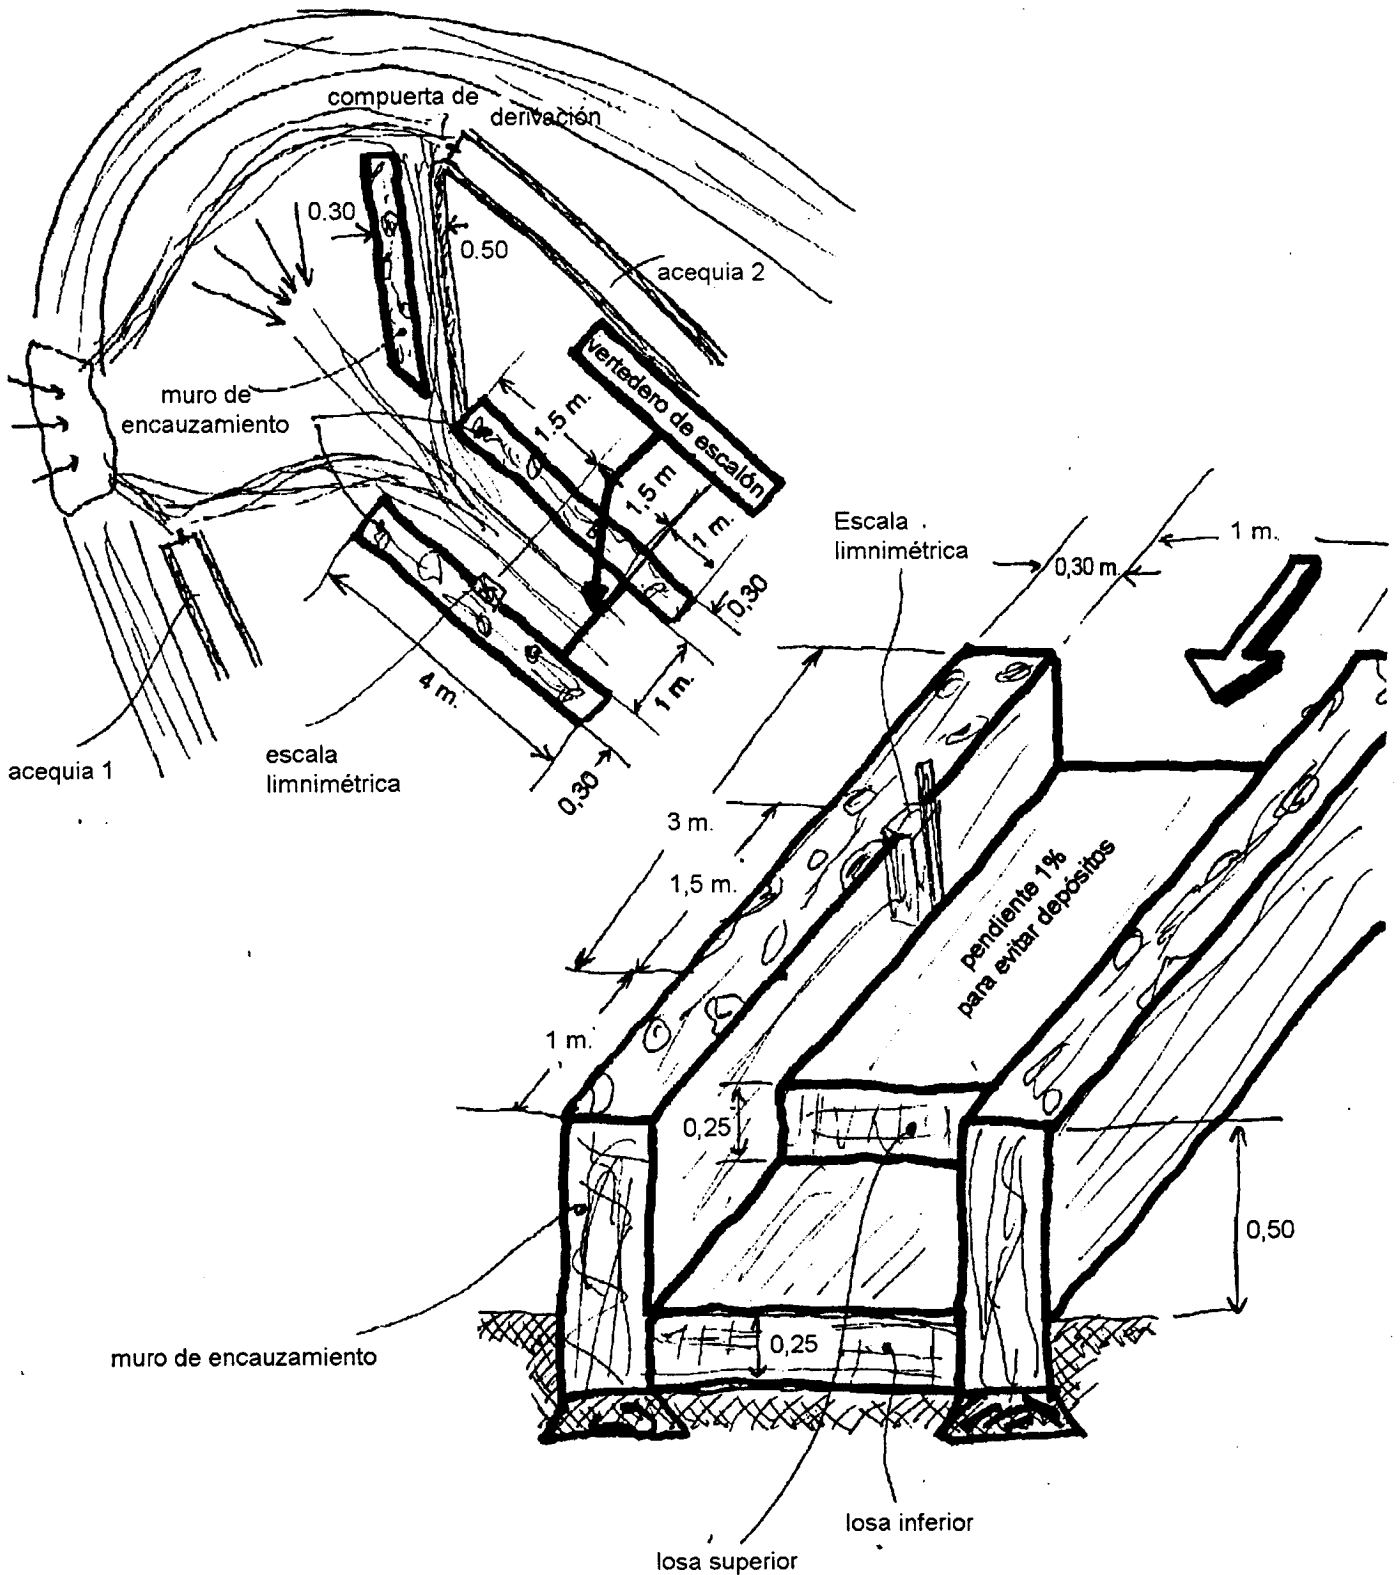 compuerta de
derivación
0.30
0.50
acequia 2
vertedero de escalón
muro de
encauzamiento
1.5 m.
1.5 m
1 m.
0,30
1 m.
4 m.
0,30
acequia 1
escala
limnimétrica
Escala
limnimétrica
1 m.
0,30 m.
3 m.
1,5 m.
1 m.
pendiente 1%
para evitar depósitos
0,25
0,50
0,25
muro de encauzamiento
losa inferior
losa superior